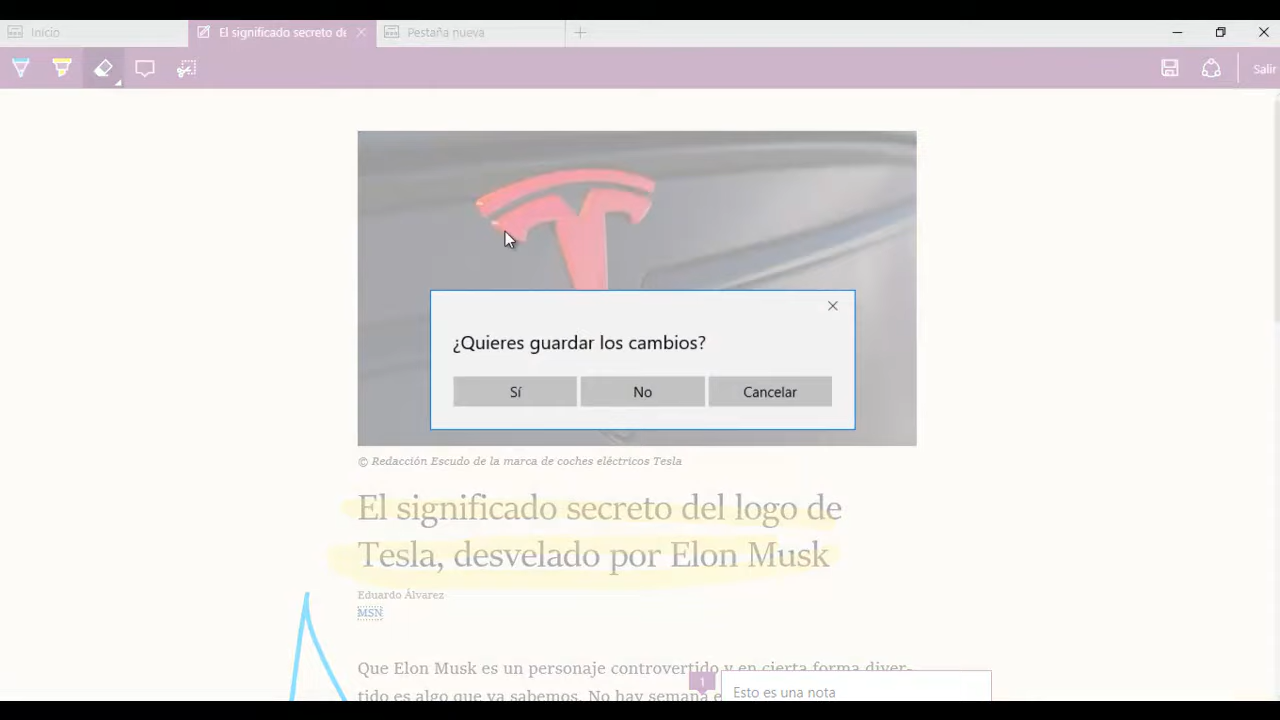 Inicio
El significado secreto de
Pestaña nueva
Salir
¿Quieres guardar los cambios?
Sí
No
Cancelar
© Redacción Escudo de la marca de coches eléctricos Tesla
El significado secreto del logo de
Tesla, desvelado por Elon Musk
Eduardo Álvarez
MSN
Que Elon Musk es un personaje controvertido y en cierta forma diver-
tido es algo que ya sabemos. No hay semana
1
Esto es una nota